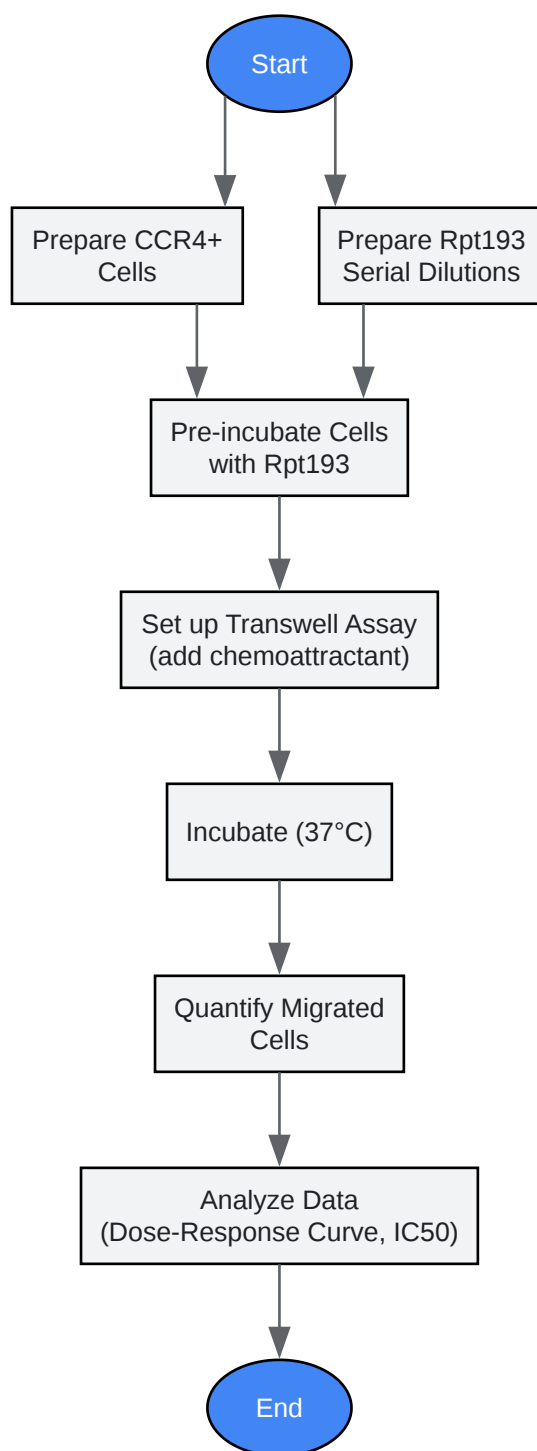 Start
Prepare CCR4+
Cells
Prepare Rpt193
Serial Dilutions
Pre-incubate Cells
with Rpt193
Set up Transwell Assay
(add chemoattractant)
Incubate (37°C)
Quantify Migrated
Cells
Analyze Data
(Dose-Response Curve, IC50)
End